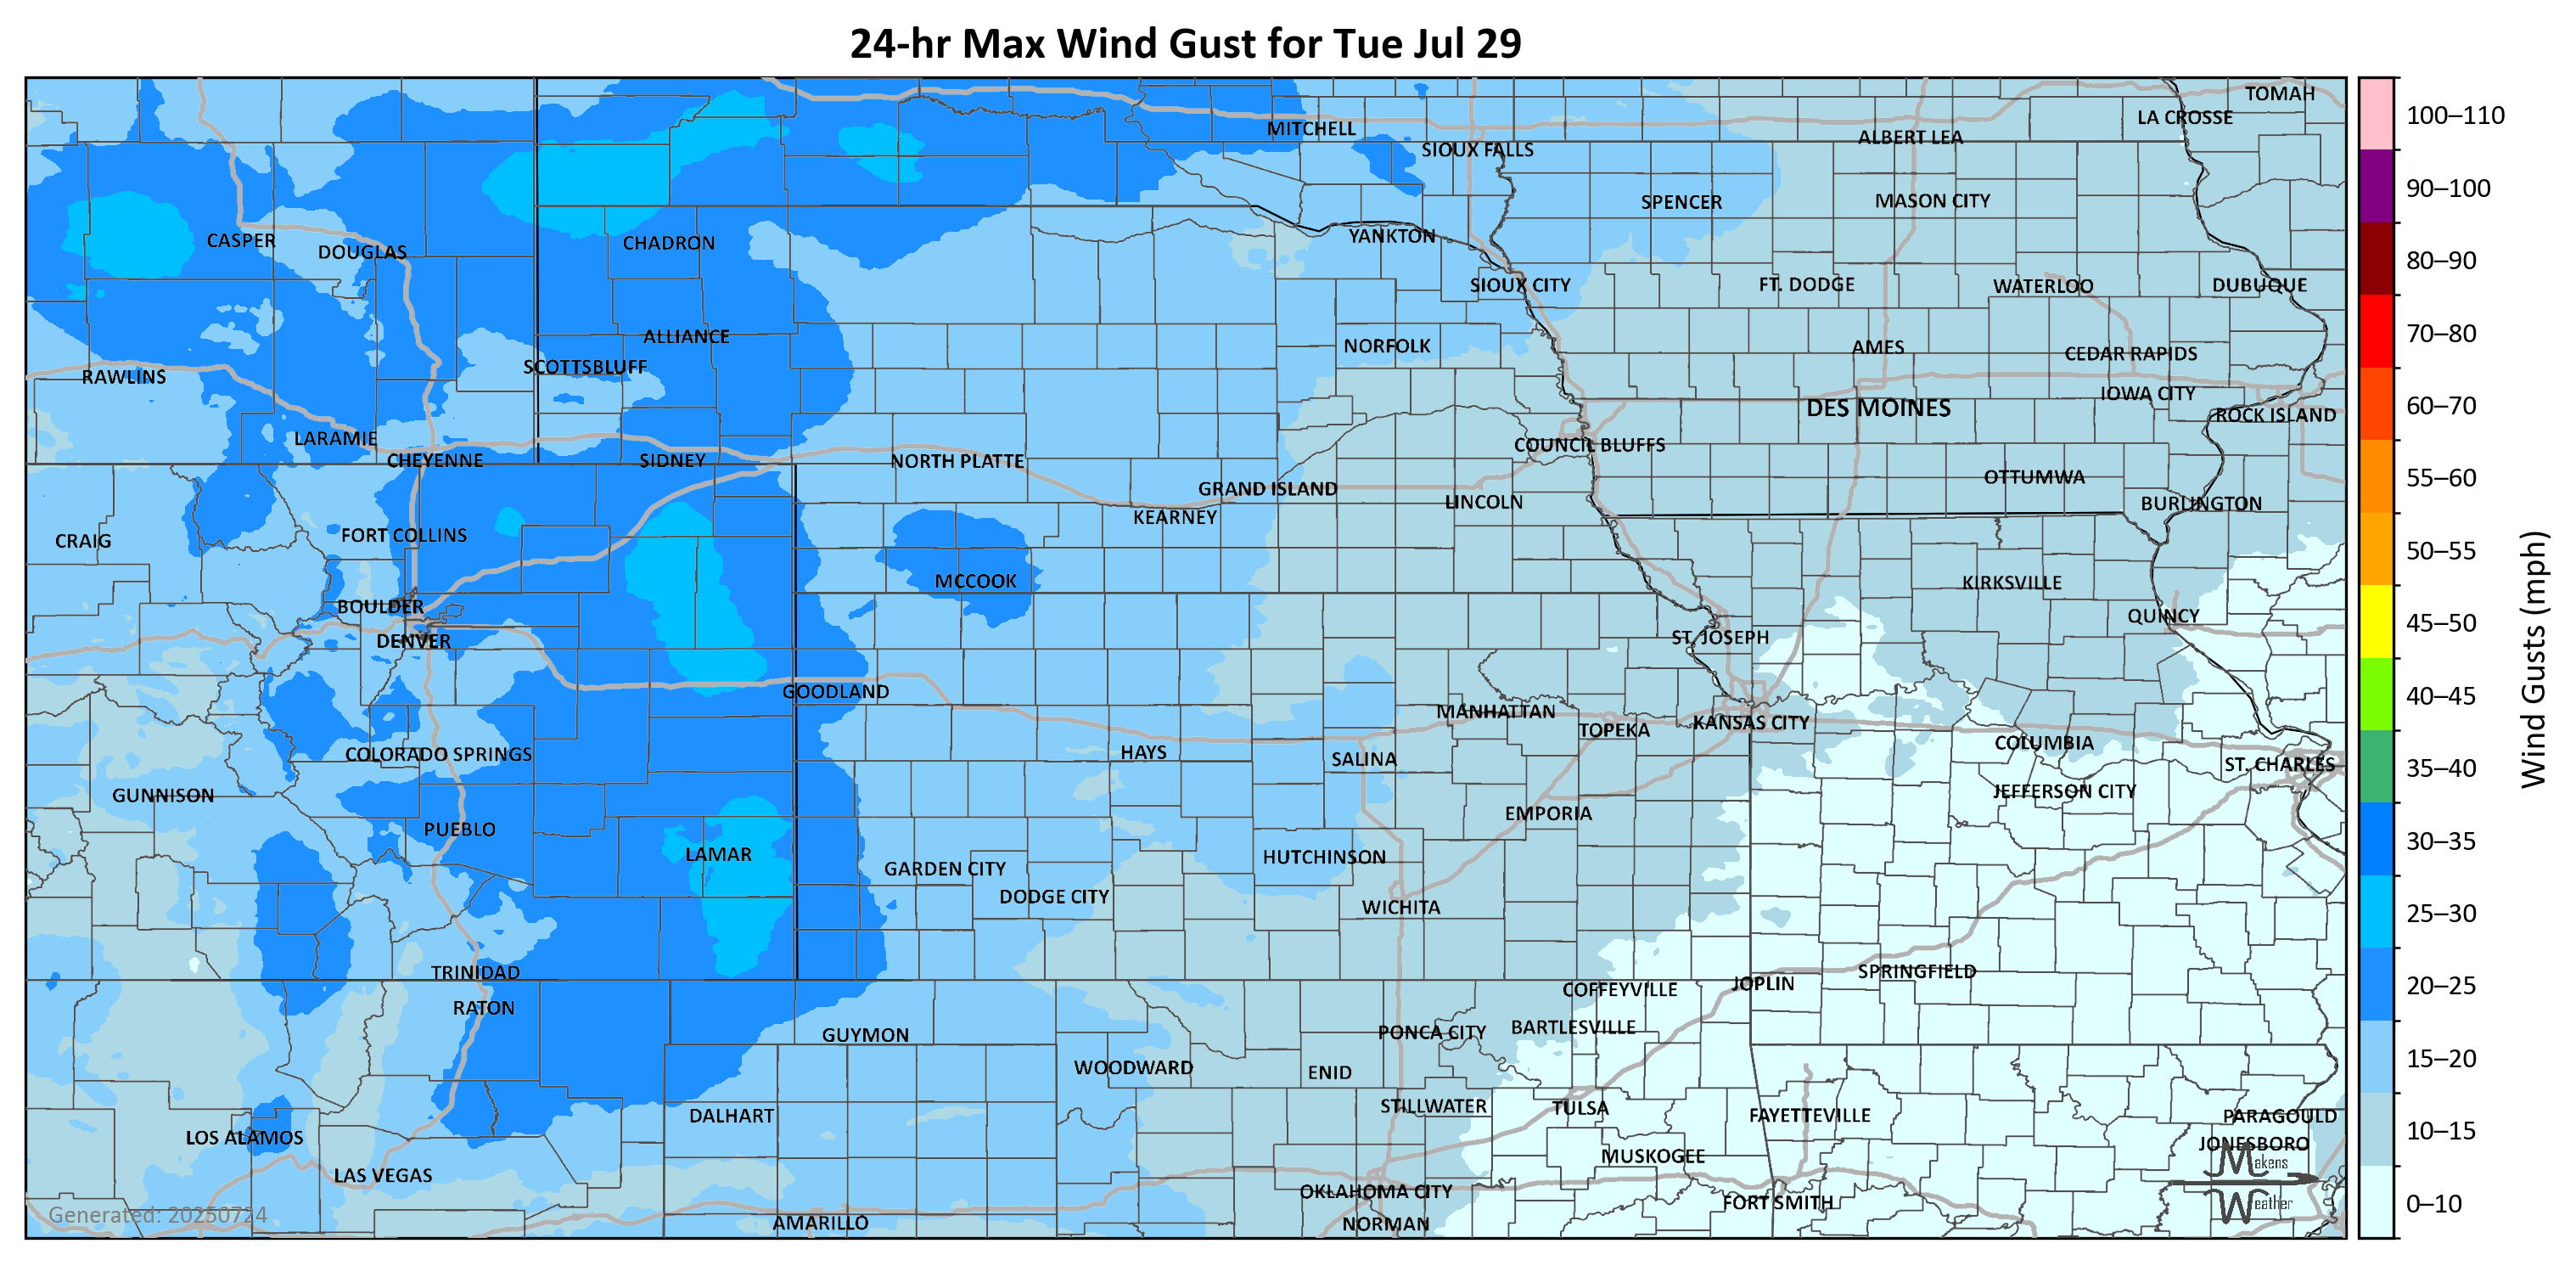 24-hr Max Wind Gust for Tue Jul 29
TOMAH
LA CROSSE
MITCHELL
ALBERT LEA
SIOUX FALLS
SPENCER
MASON CITY
CASPER
DOUGLAS
CHADRON
YANKTON
SIOUX CITY
FT. DODGE
WATERLOO
DUBUQUE
ALLIANCE
NORFOLK
AMES
CEDAR RAPIDS
SCOTTSBLUFF
RAWLINS
IOWA CITY
DES MOINES
ROCK ISLAND
LARAMIE
COUNCIL BLUFFS
CHEYENNE
SIDNEY
NORTH PLATTE
OTTUMWA
GRAND ISLAND
LINCOLN
BURLINGTON
KEARNEY
CRAIG
FORT COLLINS
MCCOOK
KIRKSVILLE
BOULDER
QUINCY
DENVER
ST. JOSEPH
GOODLAND
MANHATTAN
TOPEKA
KANSAS CITY
COLUMBIA
COLORADO SPRINGS
HAYS
SALINA
ST. CHARLES
GUNNISON
JEFFERSON CITY
EMPORIA
PUEBLO
LAMAR
HUTCHINSON
GARDEN CITY
DODGE CITY
WICHITA
TRINIDAD
SPRINGFIELD
JOPLIN
COFFEYVILLE
RATON
GUYMON
PONCA CITY
BARTLESVILLE
WOODWARD
ENID
STILLWATER
TULSA
DALHART
FAYETTEVILLE
PARAGOULD
LOS ALAMOS
JONESBORO
MUSKOGEE
LAS VEGAS
OKLAHOMA CITY
FORT SMITH
AMARILLO
NORMAN
Generated: 20250724
Makens
Weather
100–110
90–100
80–90
70–80
60–70
55–60
50–55
45–50
40–45
35–40
30–35
25–30
20–25
15–20
10–15
0–10
Wind Gusts (mph)